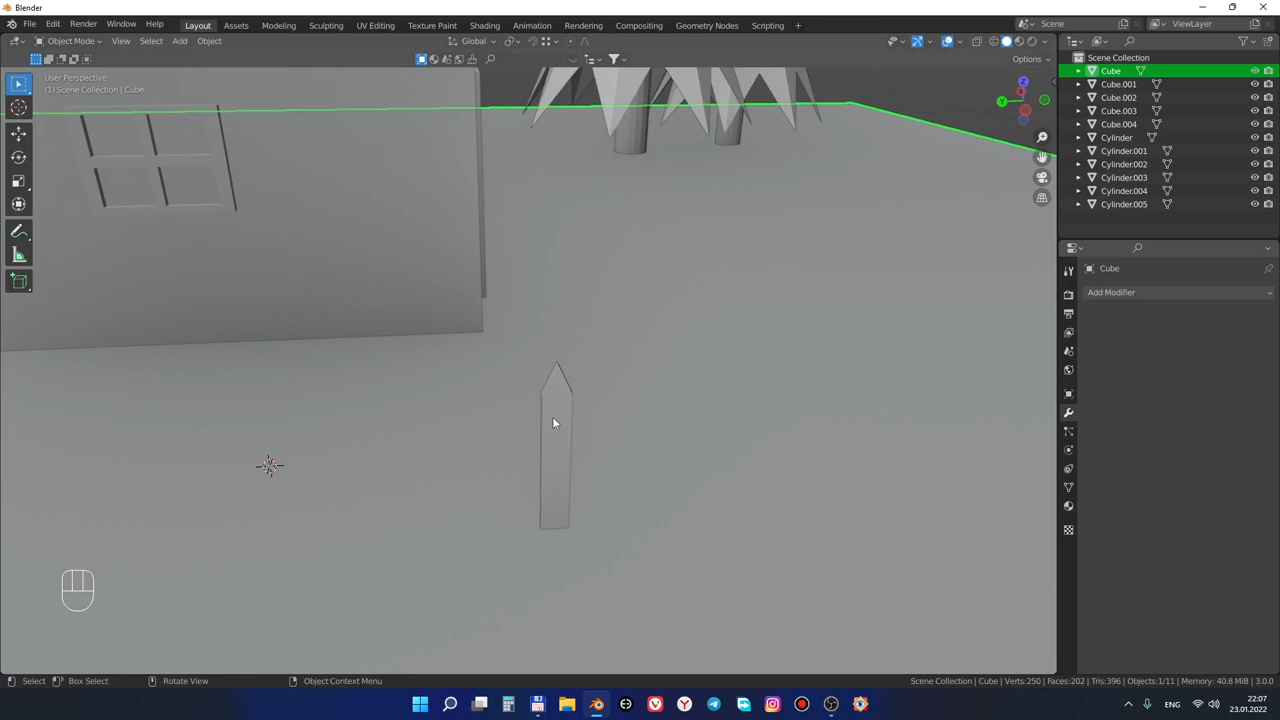 Blender
File Edit Render Window Help Layout Assets Modeling Sculpting UV Editing Texture Paint Shading Animation Rendering Compositing Geometry Nodes Scripting + Scene ViewLayer
Object Mode View Select Add Object Global
Options
User Perspective
(1) Scene Collection | Cube
Z
Y
Scene Collection
Cube
Cube.001
Cube.002
Cube.003
Cube.004
Cylinder
Cylinder.001
Cylinder.002
Cylinder.003
Cylinder.004
Cylinder.005
Cube
Add Modifier
Select Box Select Rotate View Object Context Menu Scene Collection | Cube | Verts:250 | Faces:202 | Tris:396 | Objects:1/11 | Memory: 40.8 MiB | 3.0.0
ENG 22:07
23.01.2022